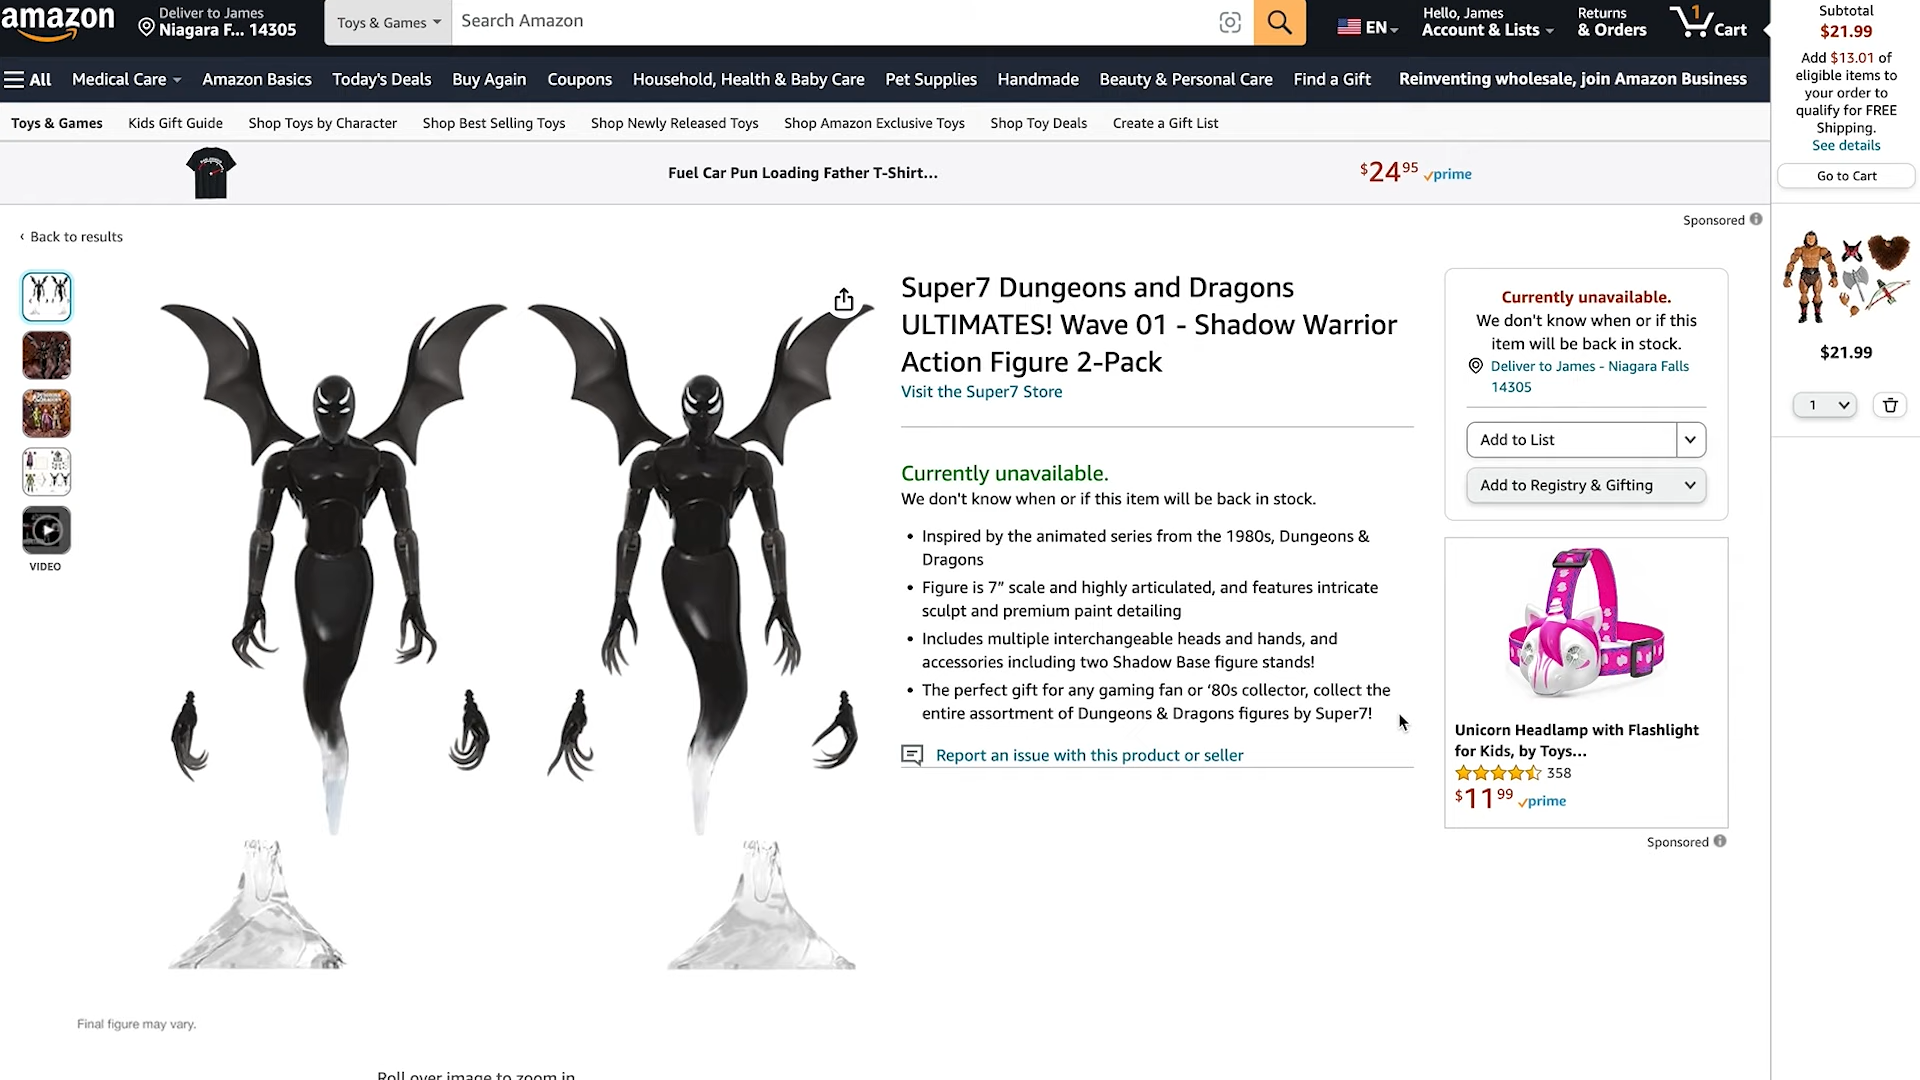 amazon
Deliver to James
Niagara F... 14305
Toys & Games
Search Amazon
EN
Hello, James
Account & Lists
Returns
& Orders
1
Cart
All
Medical Care
Amazon Basics
Today's Deals
Buy Again
Coupons
Household, Health & Baby Care
Pet Supplies
Handmade
Beauty & Personal Care
Find a Gift
Reinventing wholesale, join Amazon Business
Toys & Games
Kids Gift Guide
Shop Toys by Character
Shop Best Selling Toys
Shop Newly Released Toys
Shop Amazon Exclusive Toys
Shop Toy Deals
Create a Gift List
Fuel Car Pun Loading Father T-Shirt...
$24 95 prime
Sponsored
‹ Back to results
VIDEO
Final figure may vary.
Roll over image to zoom in
Super7 Dungeons and Dragons
ULTIMATES! Wave 01 - Shadow Warrior
Action Figure 2-Pack
Visit the Super7 Store
Currently unavailable.
We don't know when or if this item will be back in stock.
• Inspired by the animated series from the 1980s, Dungeons &
Dragons
• Figure is 7” scale and highly articulated, and features intricate
sculpt and premium paint detailing
• Includes multiple interchangeable heads and hands, and
accessories including two Shadow Base figure stands!
• The perfect gift for any gaming fan or ‘80s collector, collect the
entire assortment of Dungeons & Dragons figures by Super7!
Report an issue with this product or seller
Currently unavailable.
We don't know when or if this
item will be back in stock.
Deliver to James - Niagara Falls
14305
Add to List
Add to Registry & Gifting
Unicorn Headlamp with Flashlight
for Kids, by Toys...
358
$11 99 prime
Sponsored
Subtotal
$21.99
Add $13.01 of
eligible items to
your order to
qualify for FREE
Shipping.
See details
Go to Cart
$21.99
1